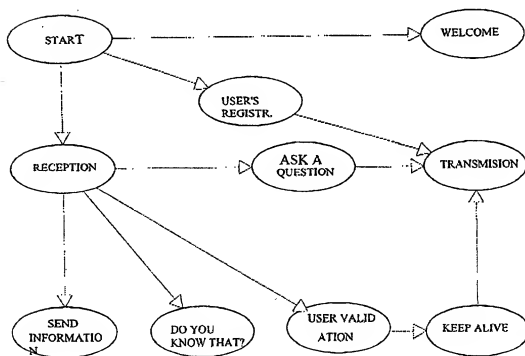 START
WELCOME
USER'S
REGISTR.
RECEPTION
ASK A
QUESTION
TRANSMISION
SEND
INFORMATIO
N
DO YOU
KNOW THAT?
USER VALID
ATION
KEEP ALIVE